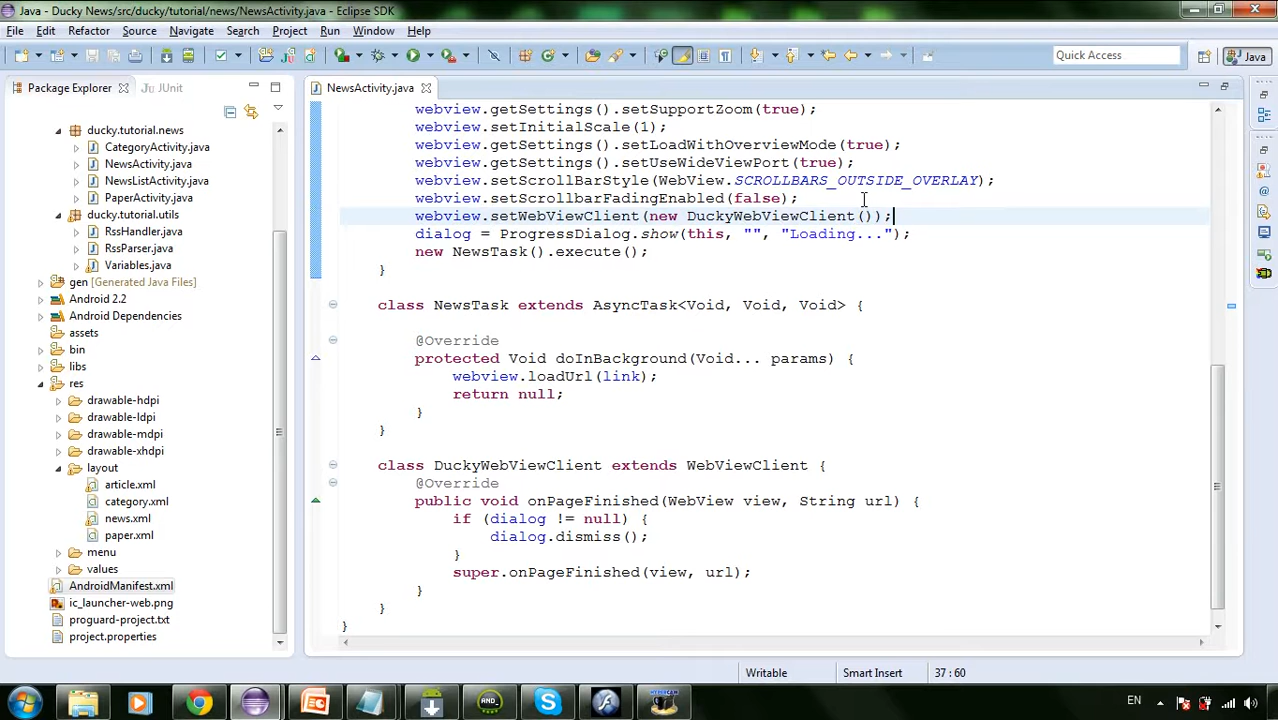 Java - Ducky News/src/ducky/tutorial/news/NewsActivity.java - Eclipse SDK
File Edit Refactor Source Navigate Search Project Run Window Help
Quick Access
Java
Package Explorer
JUnit
ducky.tutorial.news
CategoryActivity.java
NewsActivity.java
NewsListActivity.java
PaperActivity.java
ducky.tutorial.utils
RssHandler.java
RssParser.java
Variables.java
gen [Generated Java Files]
Android 2.2
Android Dependencies
assets
bin
libs
res
drawable-hdpi
drawable-ldpi
drawable-mdpi
drawable-xhdpi
layout
article.xml
category.xml
news.xml
paper.xml
menu
values
AndroidManifest.xml
ic_launcher-web.png
proguard-project.txt
project.properties
NewsActivity.java
webview.getSettings().setSupportZoom(true);
webview.setInitialScale(1);
webview.getSettings().setLoadWithOverviewMode(true);
webview.getSettings().setUseWideViewPort(true);
webview.setScrollBarStyle(WebView.SCROLLBARS_OUTSIDE_OVERLAY);
webview.setScrollbarFadingEnabled(false);
webview.setWebViewClient(new DuckyWebViewClient());
dialog = ProgressDialog.show(this, "", "Loading...");
new NewsTask().execute();
}
class NewsTask extends AsyncTask<Void, Void, Void> {
@Override
protected Void doInBackground(Void... params) {
webview.loadUrl(link);
return null;
}
}
class DuckyWebViewClient extends WebViewClient {
@Override
public void onPageFinished(WebView view, String url) {
if (dialog != null) {
dialog.dismiss();
}
super.onPageFinished(view, url);
}
}
}
Writable
Smart Insert
37 : 60
AND_
HYPERCAM
EN